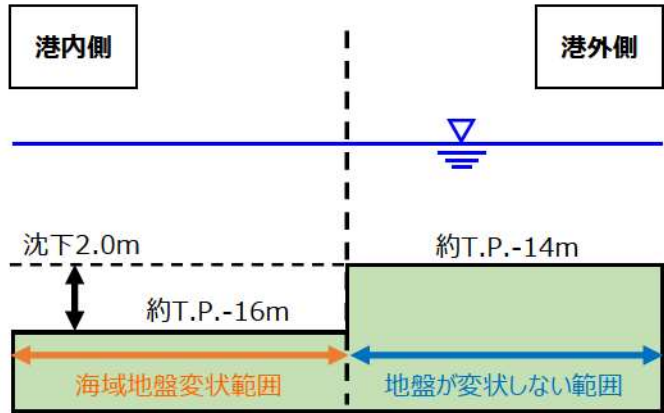 港内側
港外側
沈下2.0m
約T.P.-14m
約T.P.-16m
海域地盤変状範囲
地盤が変状しない範囲